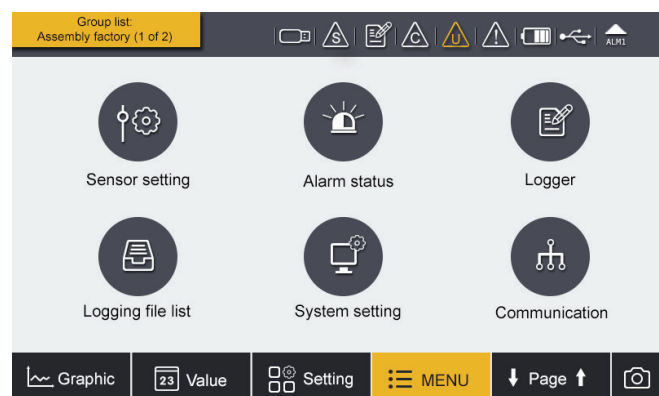 Group list:
Assembly factory (1 of 2)
S
C
U
!
ALM1
Sensor setting
Alarm status
Logger
Logging file list
System setting
Communication
Graphic
23 Value
Setting
MENU
Page